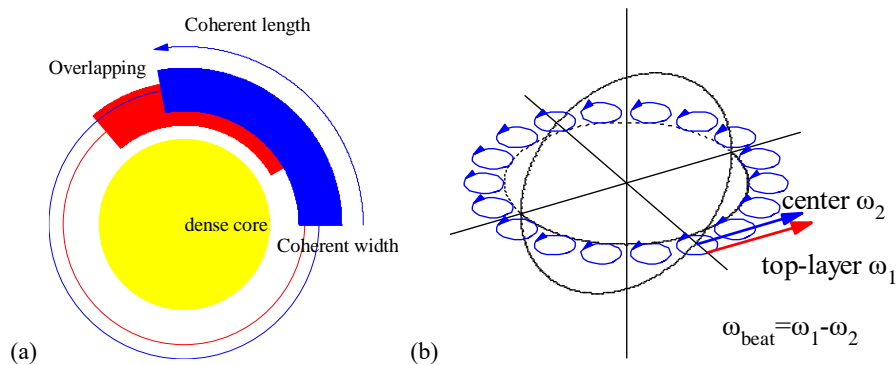 Coherent length
Overlapping
dense core
Coherent width
(a)
center ω2
top-layer ω1
ωbeat=ω1-ω2
(b)